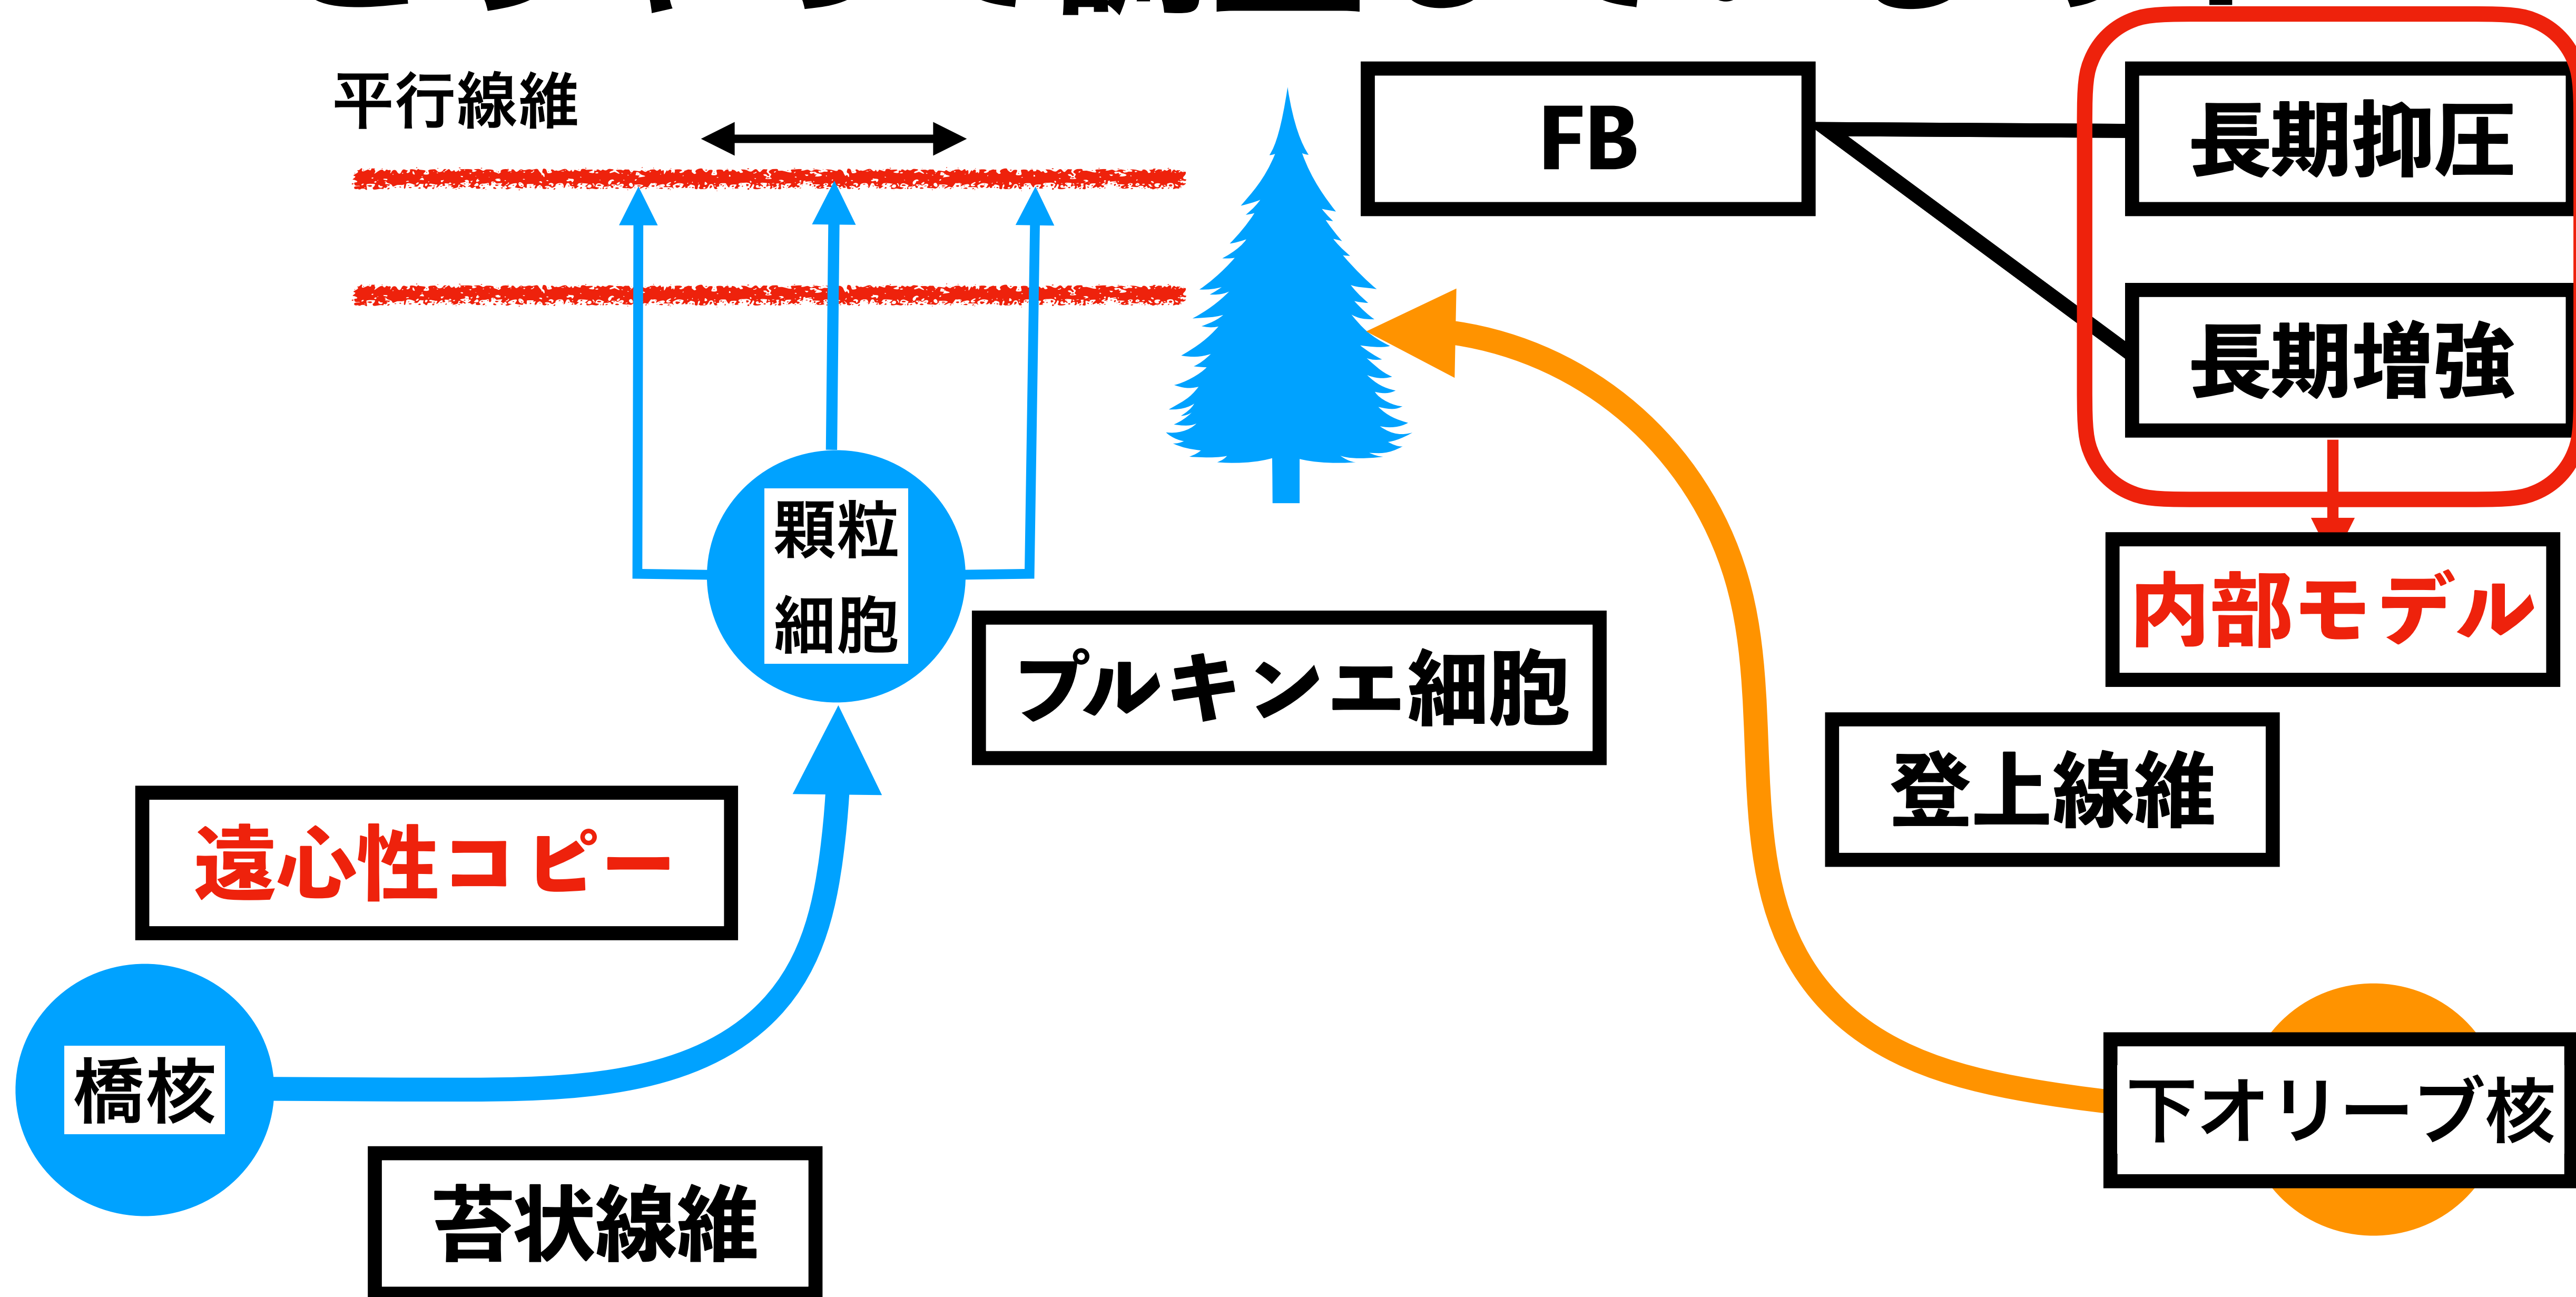 平行線維
FB
長期抑圧
長期増強
顆粒
細胞
内部モデル
プルキンエ細胞
登上線維
遠心性コピー
橋核
下オリーブ核
苔状線維